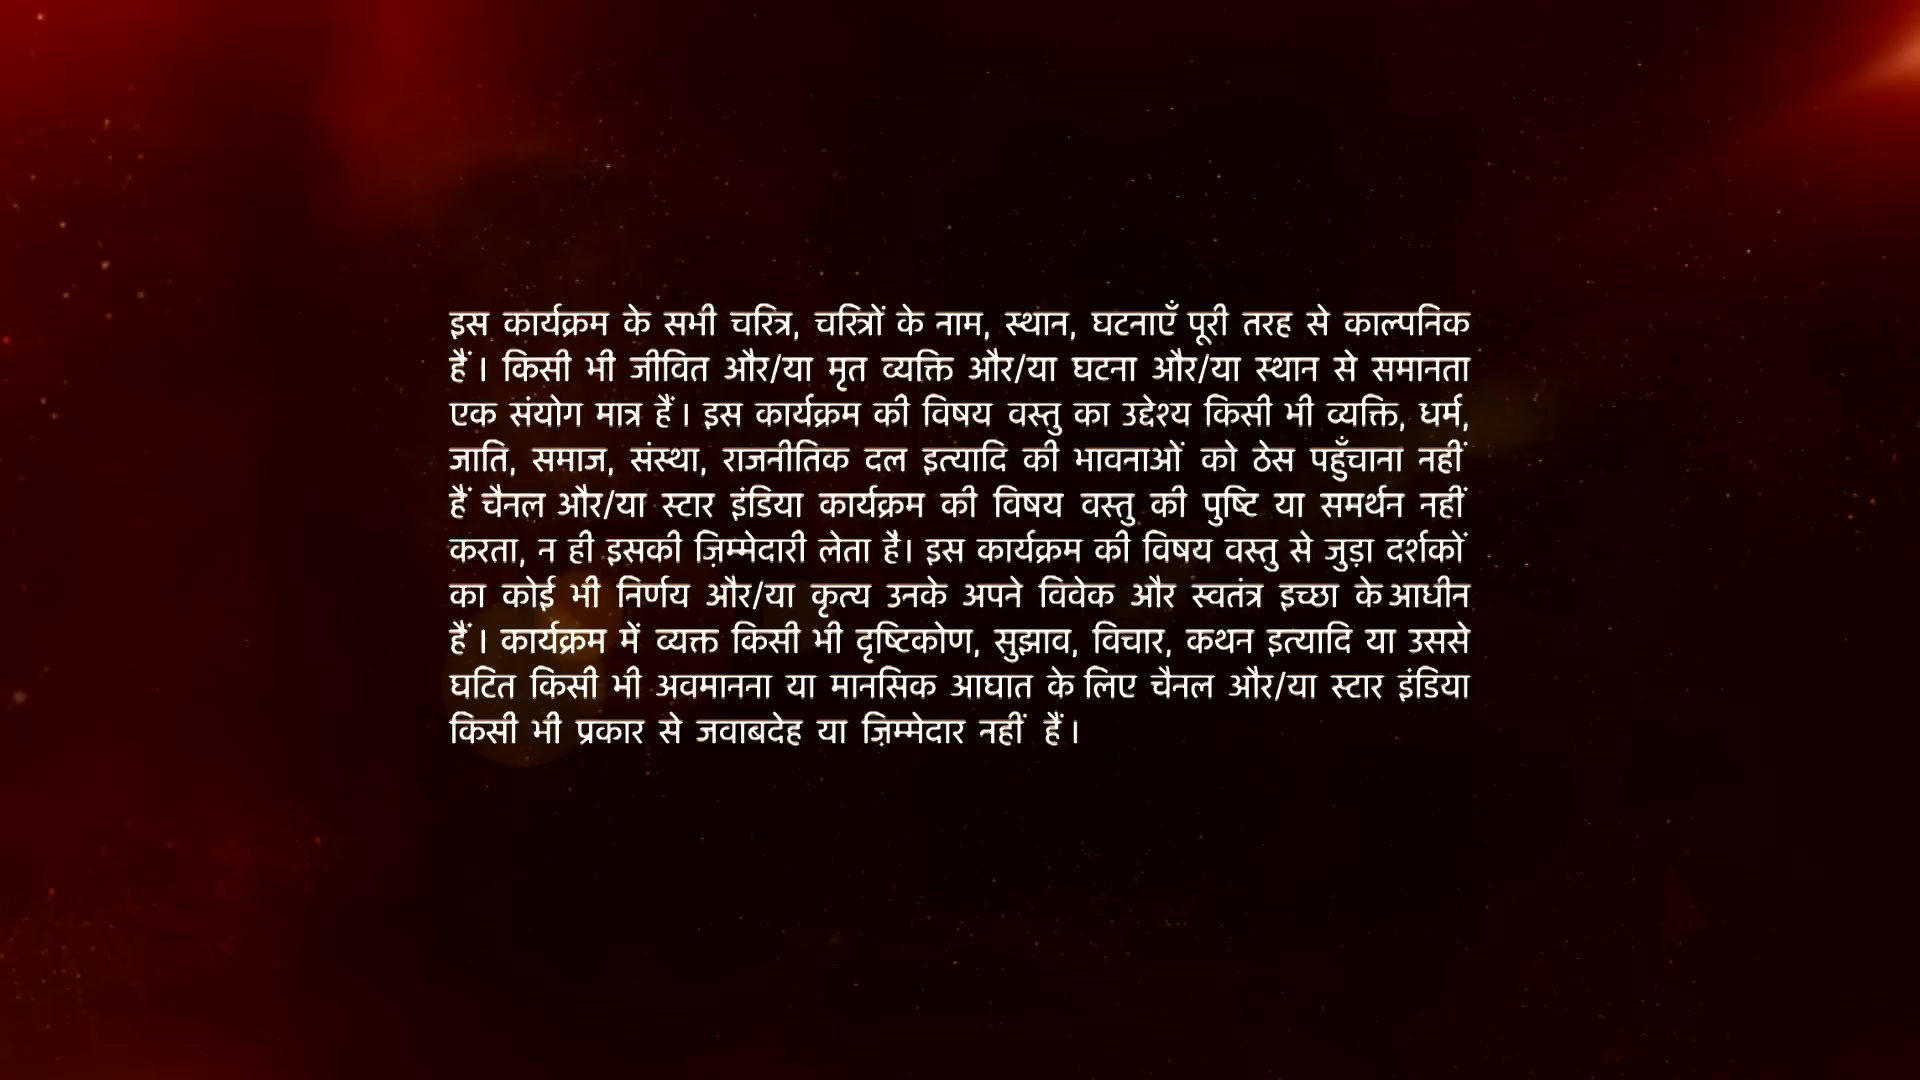 इस कार्यक्रम के सभी चरित्र, चरित्रों के नाम, स्थान, घटनाएँ पूरी तरह से काल्पनिक
हैं । किसी भी जीवित और/या मृत व्यक्ति और/या घटना और/या स्थान से समानता
एक संयोग मात्र हैं । इस कार्यक्रम की विषय वस्तु का उद्देश्य किसी भी व्यक्ति, धर्म,
जाति, समाज, संस्था, राजनीतिक दल इत्यादि की भावनाओं को ठेस पहुँचाना नहीं
हैं चैनल और/या स्टार इंडिया कार्यक्रम की विषय वस्तु की पुष्टि या समर्थन नहीं
करता, न ही इसकी ज़िम्मेदारी लेता है। इस कार्यक्रम की विषय वस्तु से जुड़ा दर्शकों
का कोई भी निर्णय और/या कृत्य उनके अपने विवेक और स्वतंत्र इच्छा के आधीन
हैं । कार्यक्रम में व्यक्त किसी भी दृष्टिकोण, सुझाव, विचार, कथन इत्यादि या उससे
घटित किसी भी अवमानना या मानसिक आघात के लिए चैनल और/या स्टार इंडिया
किसी भी प्रकार से जवाबदेह या ज़िम्मेदार नहीं हैं ।